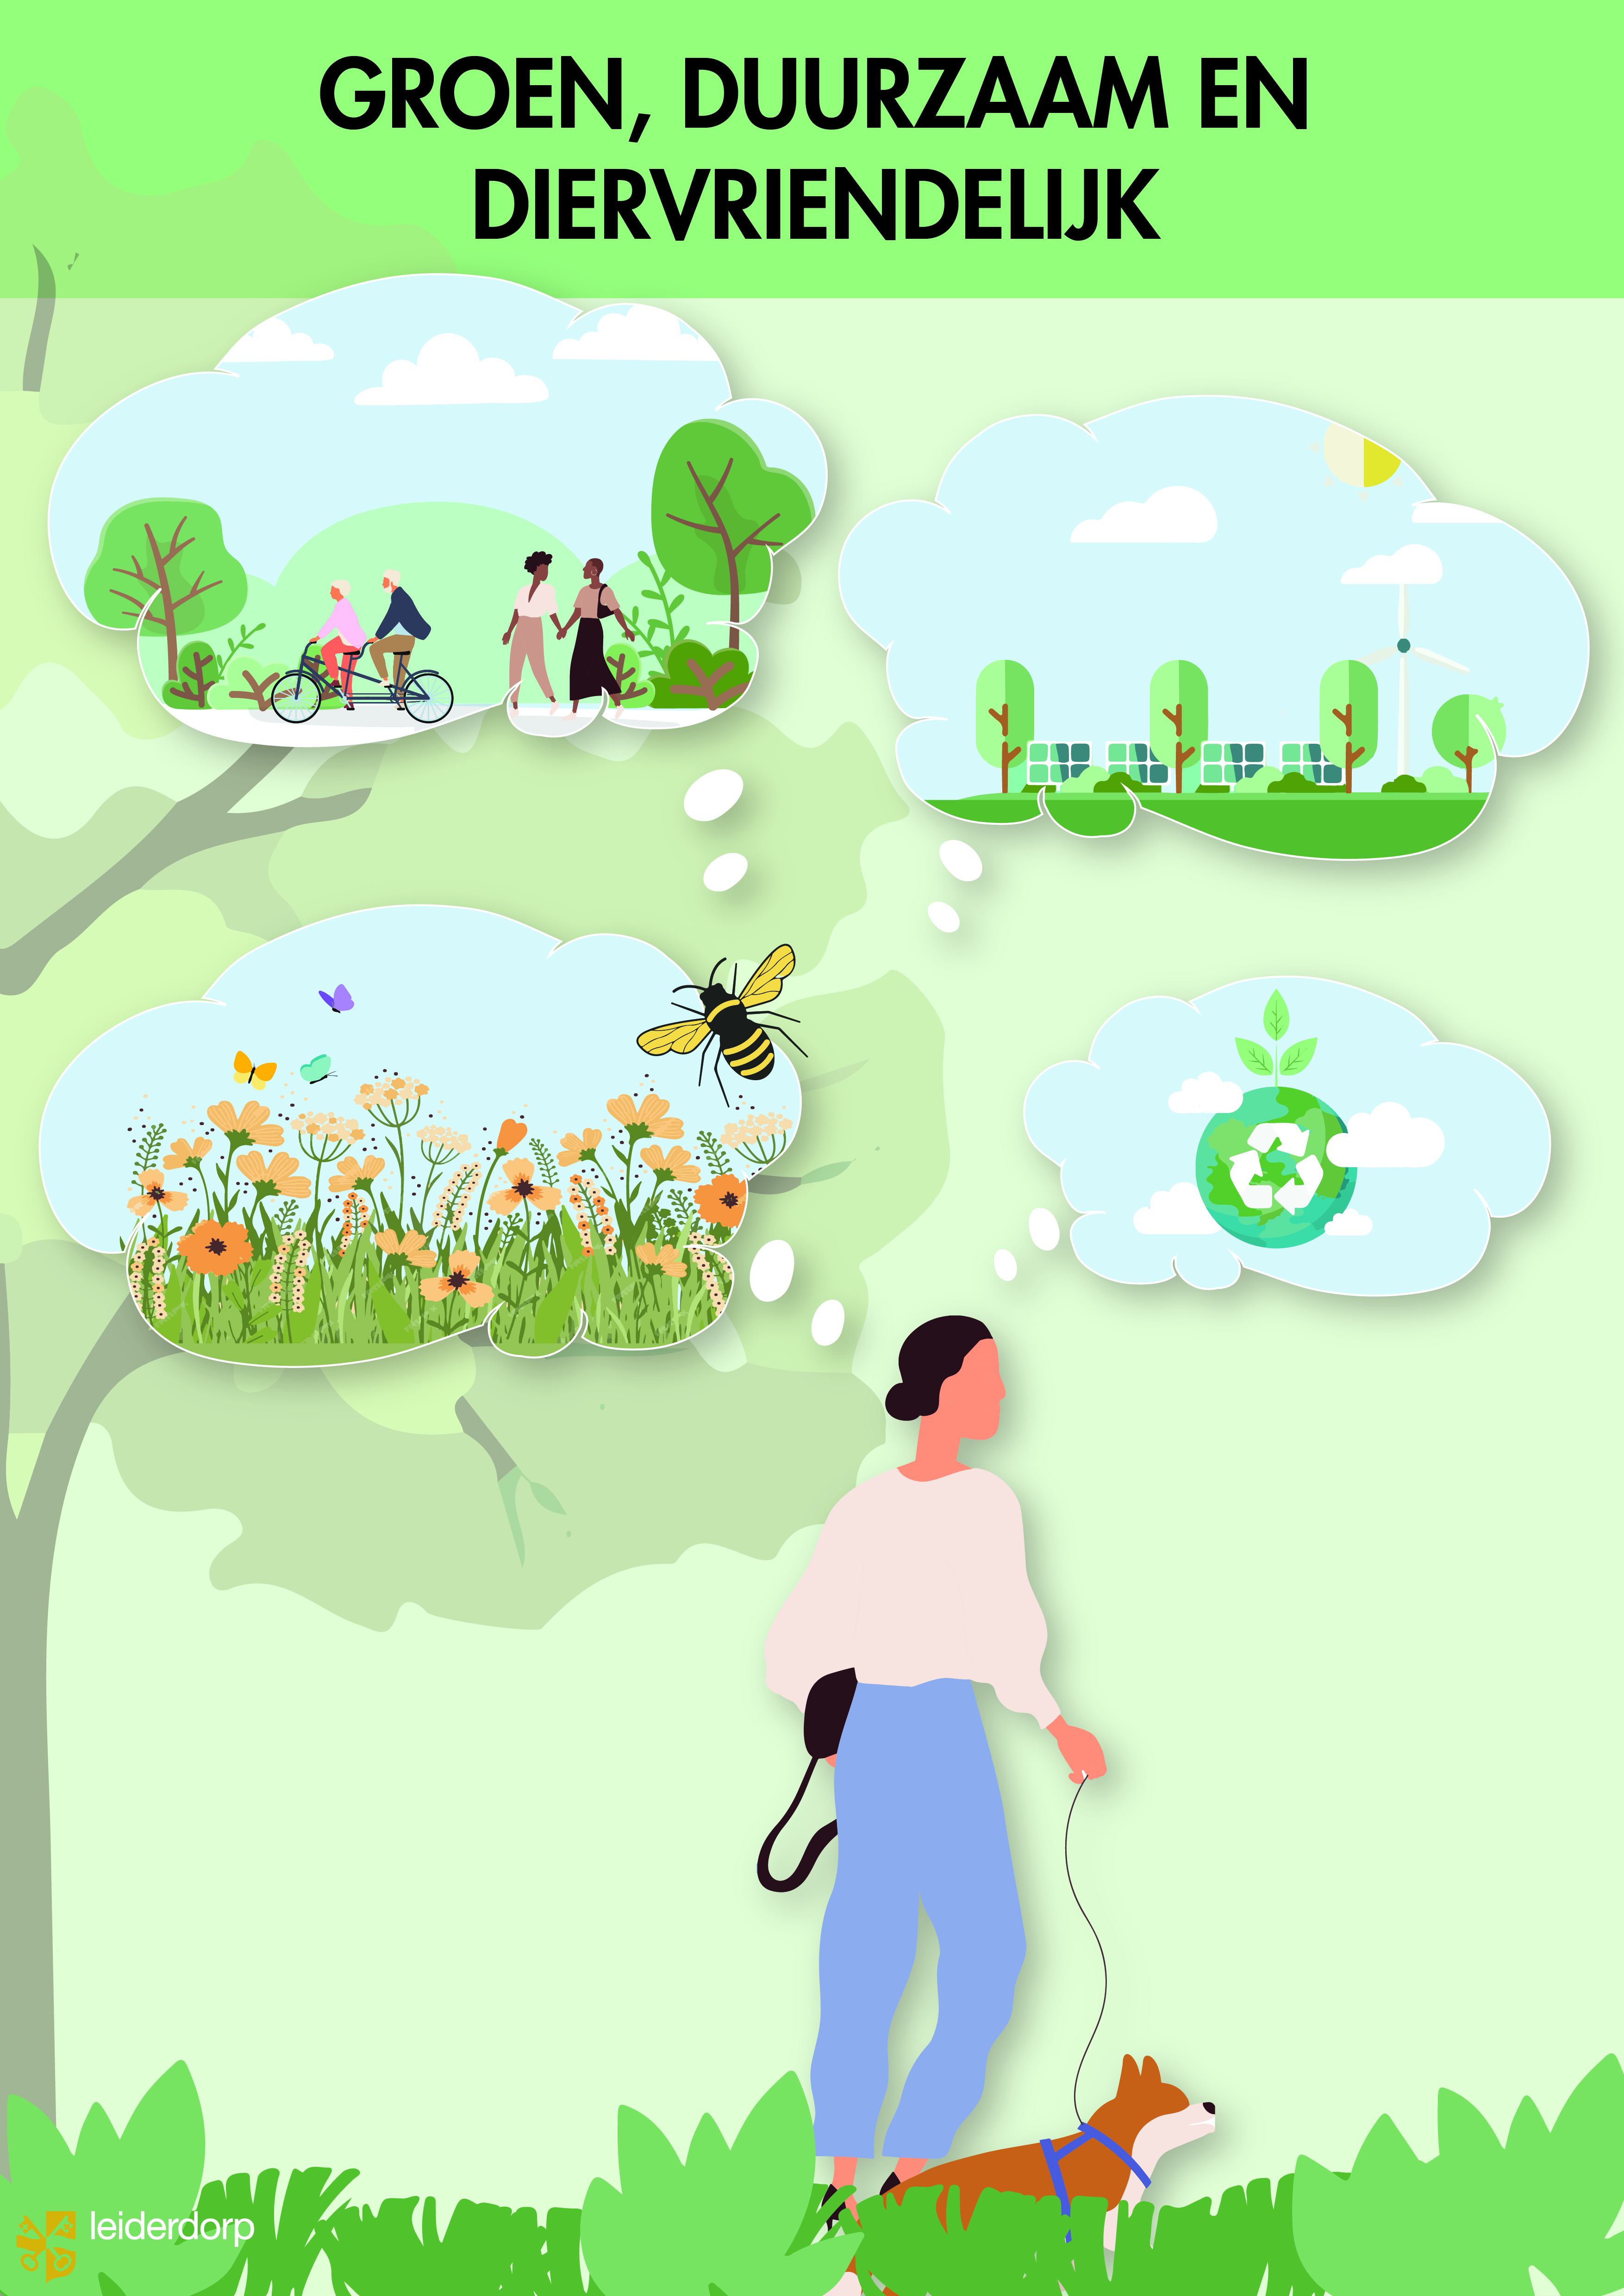 GROEN, DUURZAAM EN
DIERVRIENDELIJK
leiderdorp